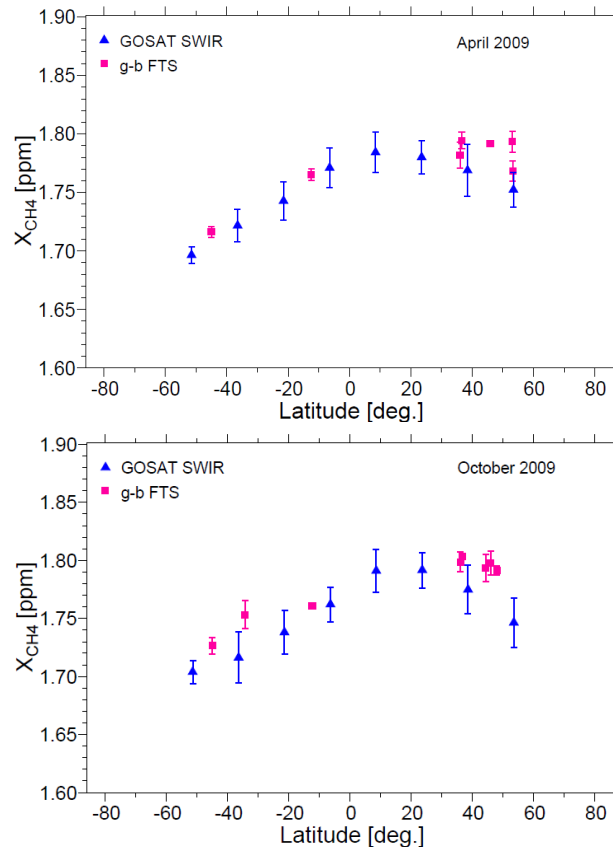 1.90
GOSAT SWIR
April 2009
g-b FTS
1.85
1.80
1.75
1.70
1.65
1.60
XCH4 [ppm]
-80 -60 -40 -20 0 20 40 60 80
Latitude [deg.]
1.90
GOSAT SWIR
October 2009
g-b FTS
1.85
1.80
1.75
1.70
1.65
1.60
XCH4 [ppm]
-80 -60 -40 -20 0 20 40 60 80
Latitude [deg.]